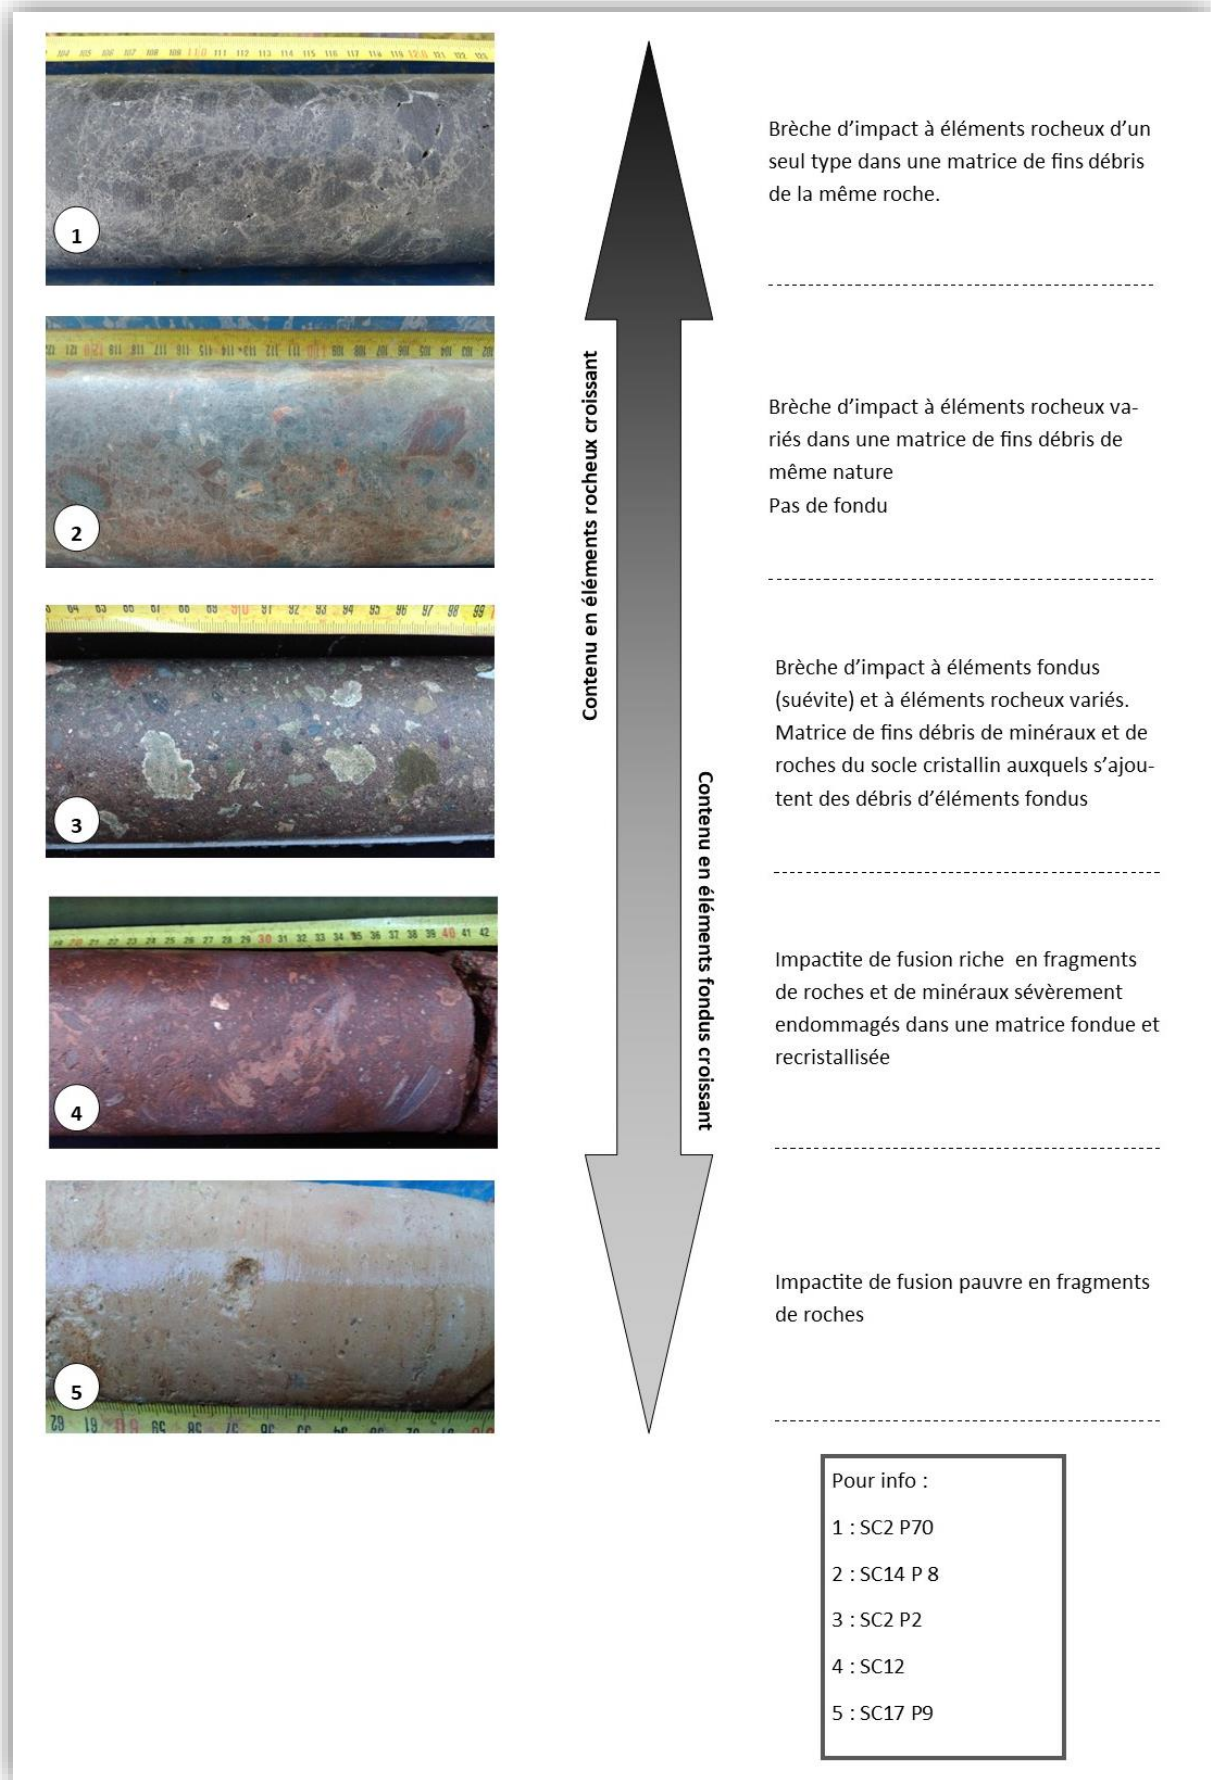 Brèche d'impact à éléments rocheux d'un
seul type dans une matrice de fins débris
de la même roche.
1
Brèche d'impact à éléments rocheux va-
riés dans une matrice de fins débris de
même nature
Pas de fondu
2
Contenu en éléments rocheux croissant
Brèche d'impact à éléments fondus
(suévite) et à éléments rocheux variés.
Matrice de fins débris de minéraux et de
roches du socle cristallin auxquels s'ajou-
tent des débris d'éléments fondus
3
Contenu en éléments fondus croissant
Impactite de fusion riche  en fragments
de roches et de minéraux sévèrement
endommagés dans une matrice fondue et
recristallisée
4
Impactite de fusion pauvre en fragments
de roches
5
Pour info :
1 : SC2 P70
2 : SC14 P 8
3 : SC2 P2
4 : SC12
5 : SC17 P9